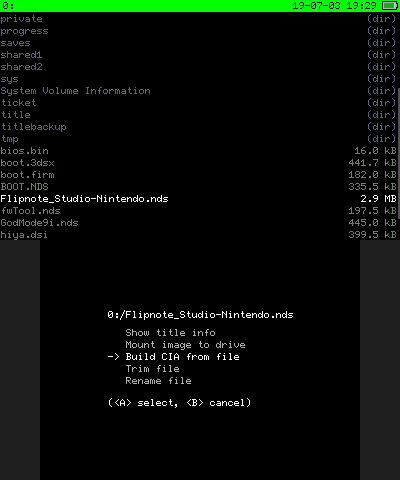 0: 19-07-03 19:29
private (dir)
progress (dir)
saves (dir)
shared1 (dir)
shared2 (dir)
sys (dir)
System Volume Information (dir)
ticket (dir)
title (dir)
titlebackup (dir)
tmp (dir)
bios.bin 16.0 kB
boot.3dsx 441.7 kB
boot.firm 182.0 kB
BOOT.NDS 335.5 kB
Flipnote_Studio-Nintendo.nds 2.9 MB
fwTool.nds 197.5 kB
GodMode9i.nds 445.0 kB
hiya.dsi 399.5 kB
0:/Flipnote_Studio-Nintendo.nds
Show title info
Mount image to drive
-> Build CIA from file
Trim file
Rename file
(<A> select, <B> cancel)